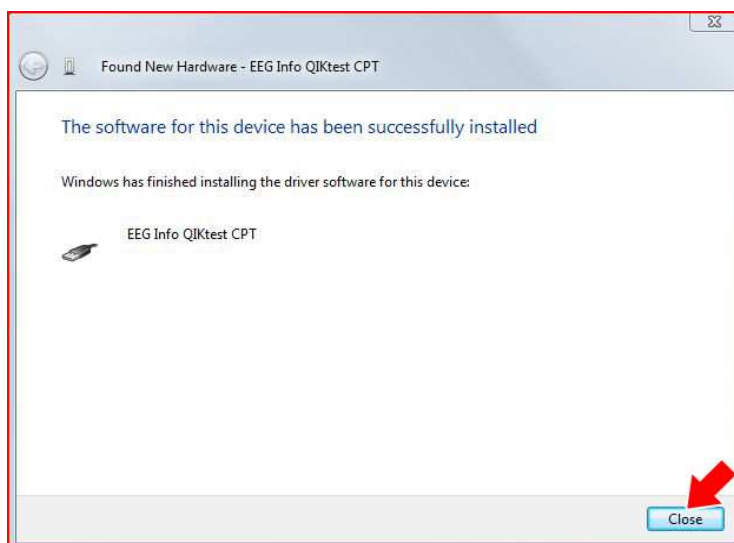 Found New Hardware - EEG Info QIKtest CPT
The software for this device has been successfully installed
Windows has finished installing the driver software for this device:
EEG Info QIKtest CPT
Close